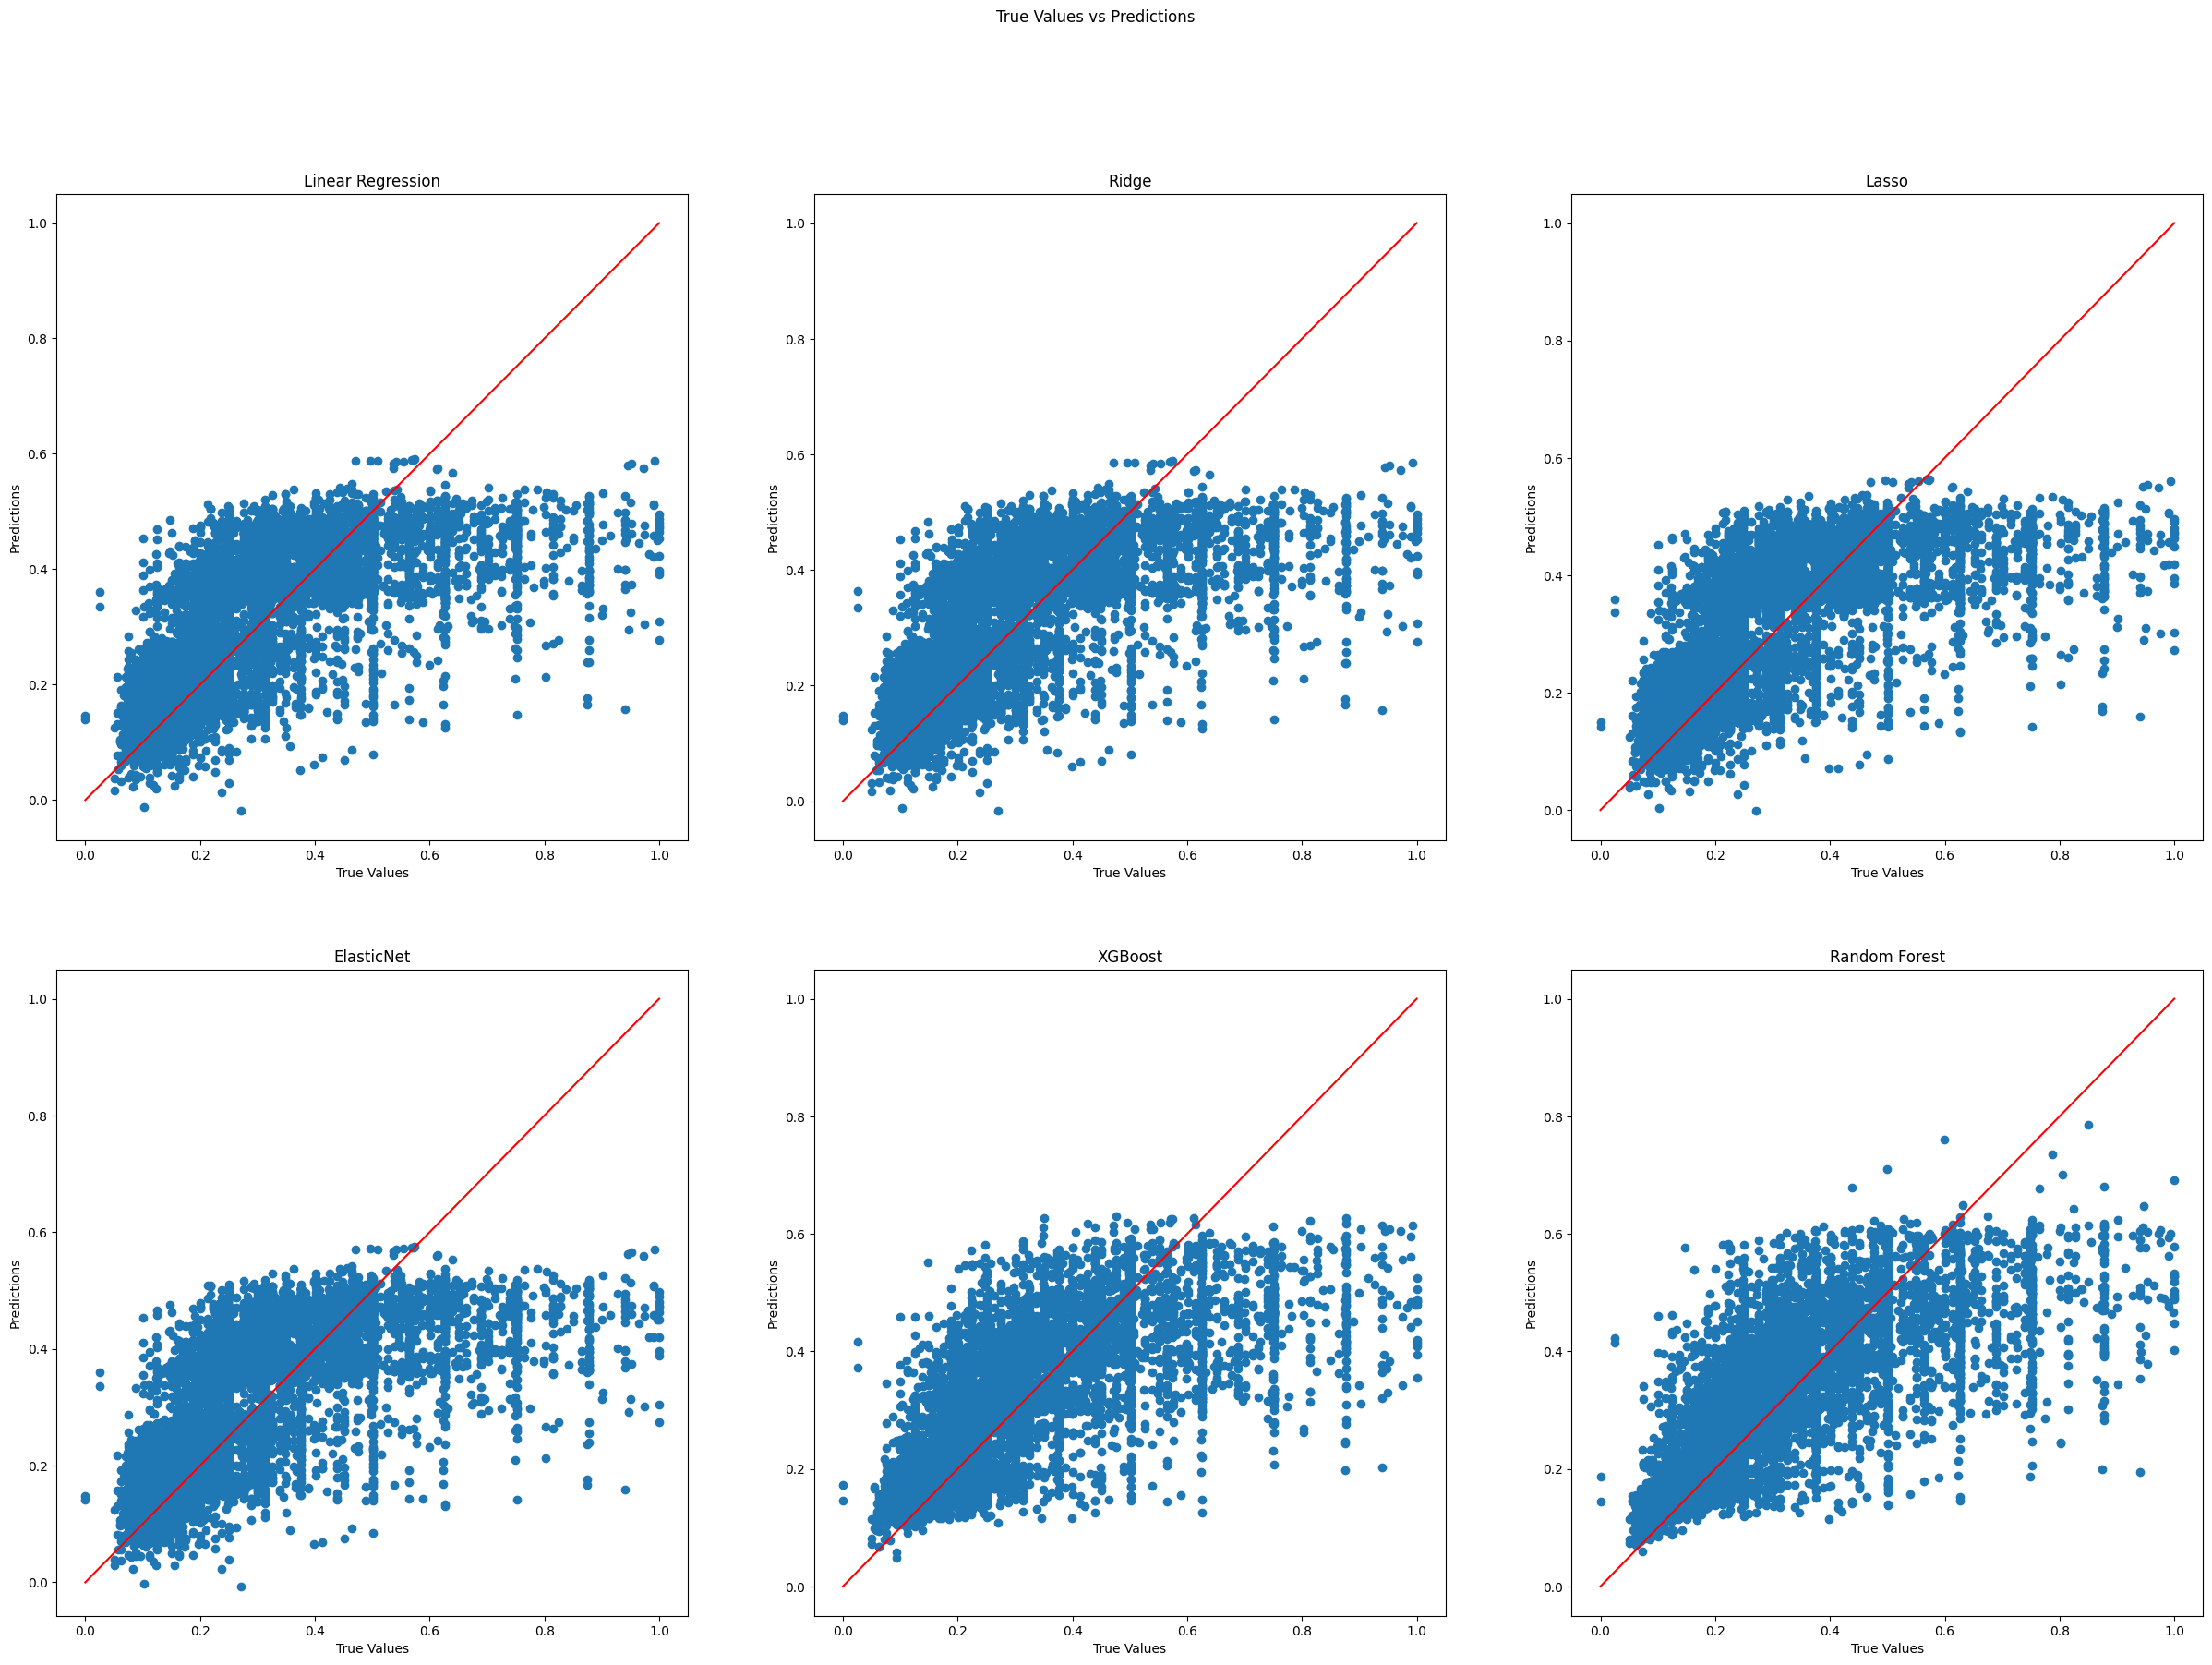 True Values vs Predictions
Linear Regression
Ridge
Lasso
1.0
0.8
0.6
0.4
0.2
0.0
Predictions
0.0 0.2 0.4 0.6 0.8 1.0
True Values
1.0
0.8
0.6
0.4
0.2
0.0
Predictions
0.0 0.2 0.4 0.6 0.8 1.0
True Values
1.0
0.8
0.6
0.4
0.2
0.0
Predictions
0.0 0.2 0.4 0.6 0.8 1.0
True Values
ElasticNet
XGBoost
Random Forest
1.0
0.8
0.6
0.4
0.2
0.0
Predictions
0.0 0.2 0.4 0.6 0.8 1.0
True Values
1.0
0.8
0.6
0.4
0.2
0.0
Predictions
0.0 0.2 0.4 0.6 0.8 1.0
True Values
1.0
0.8
0.6
0.4
0.2
0.0
Predictions
0.0 0.2 0.4 0.6 0.8 1.0
True Values